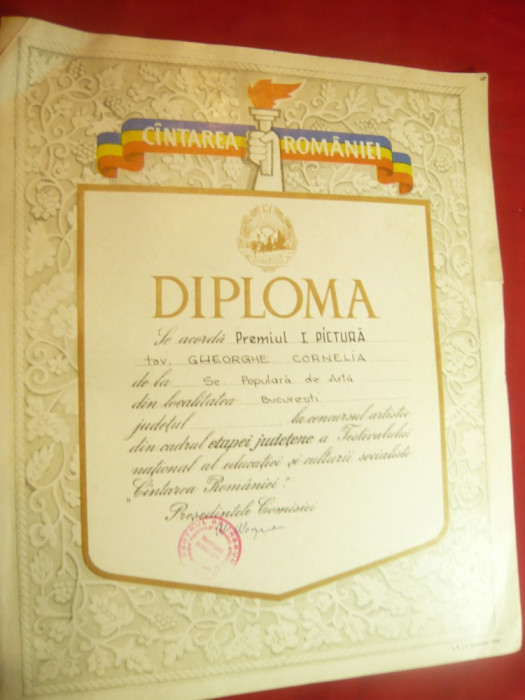 CÎNTAREA ROMÂNIEI
DIPLOMA
Se acordă Premiul I PICTURĂ
tov. GHEORGHE CORNELIA
de la Sc. Populară de Artă
din localitatea București
județul la concursul artistic
din cadrul etapei județene a Festivalului
național al educației și culturii socialiste
"Cîntarea României".
Președintele Comisiei